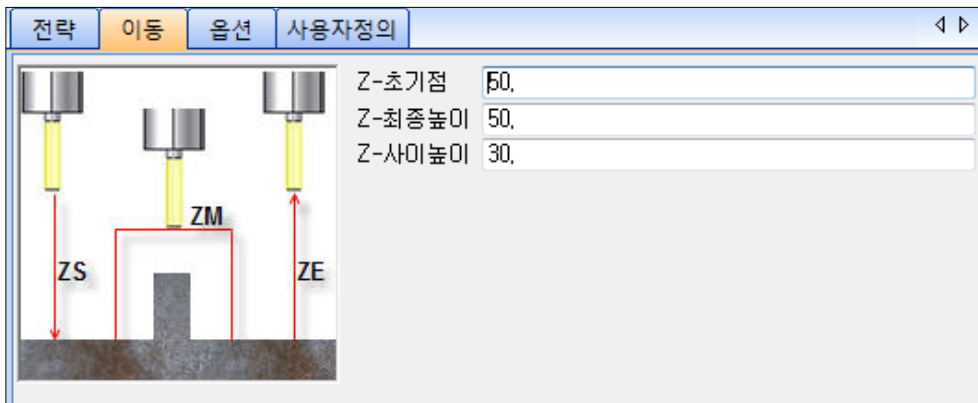 전략 이동 옵션 사용자정의
Z-초기점 50,
Z-최종높이 50,
Z-사이높이 30,
ZM
ZS ZE